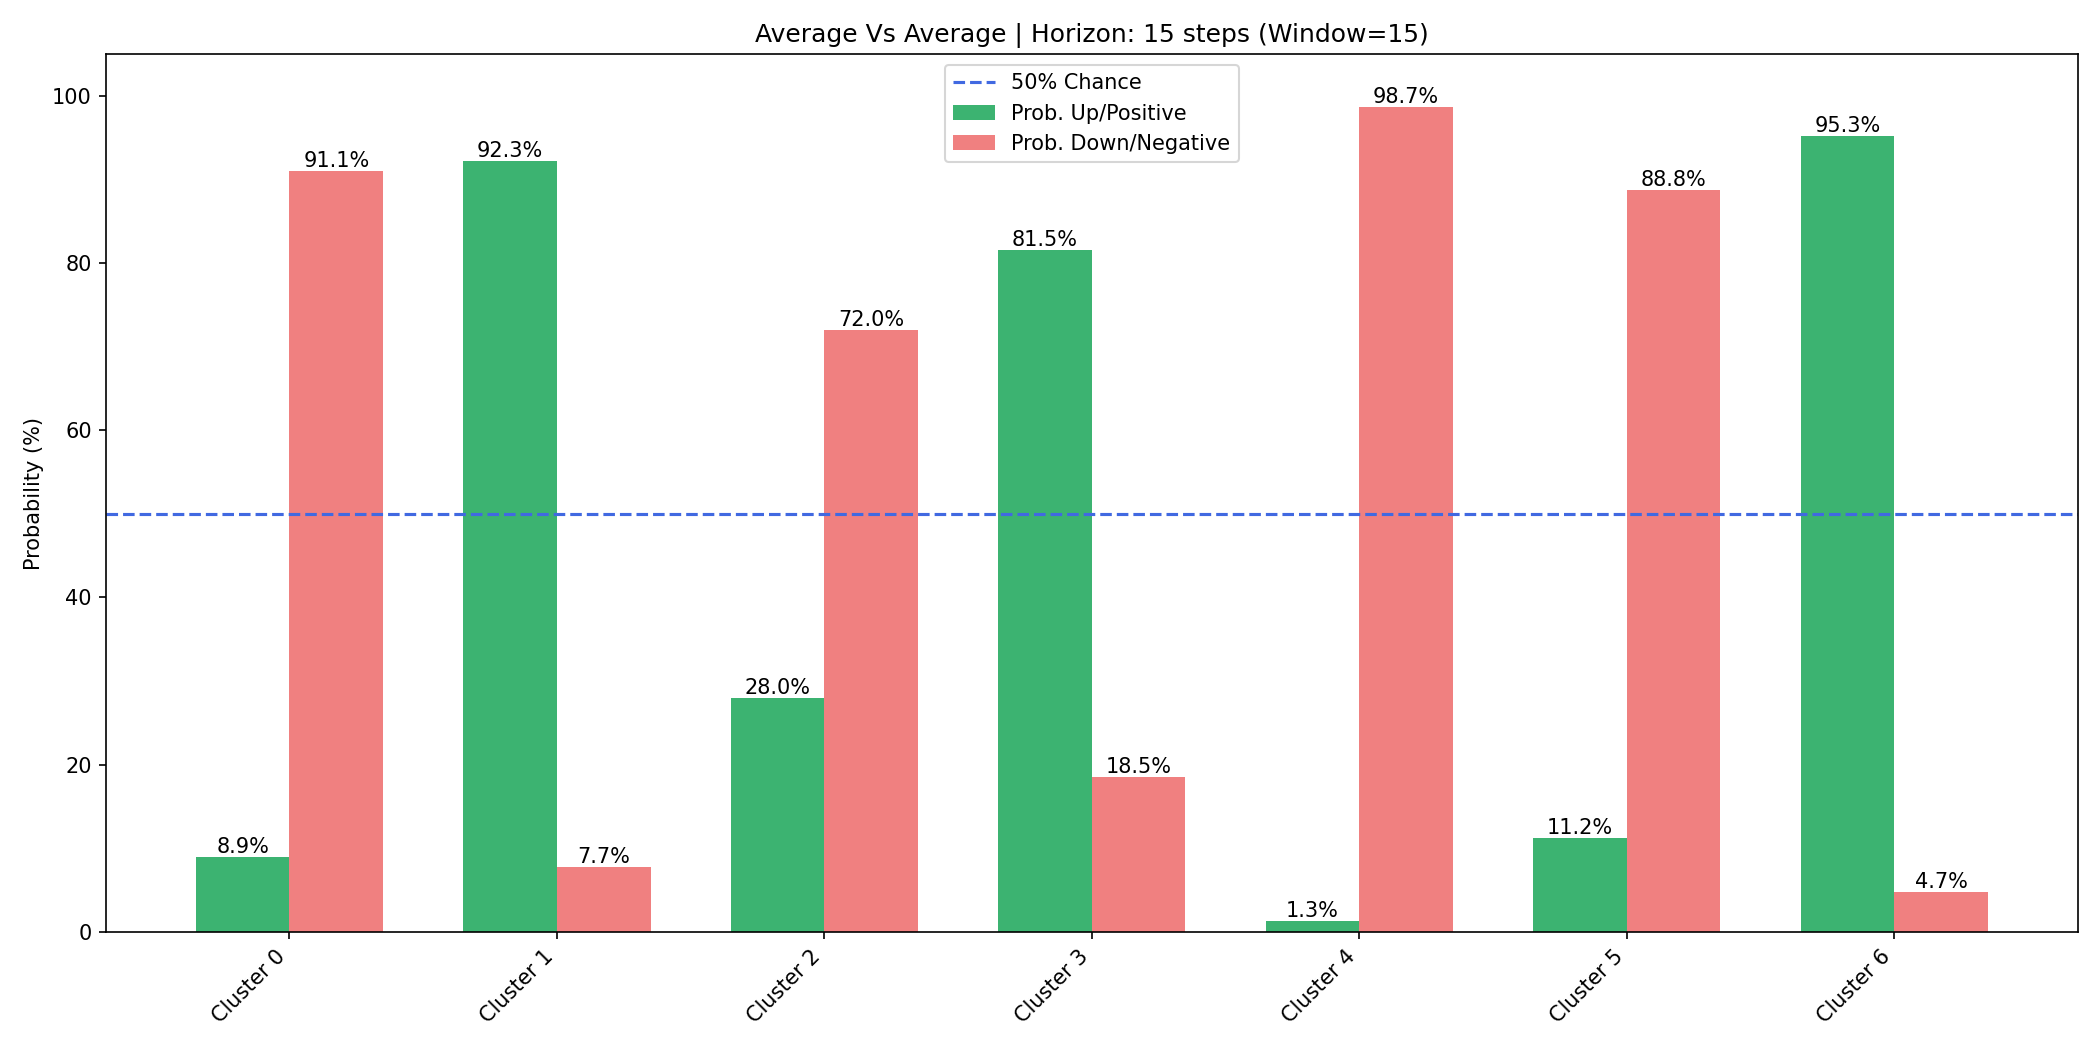 Average Vs Average | Horizon: 15 steps (Window=15)
50% Chance
Prob. Up/Positive
Prob. Down/Negative
Probability (%)
100
80
60
40
20
0
8.9%
91.1%
92.3%
7.7%
28.0%
72.0%
81.5%
18.5%
1.3%
98.7%
11.2%
88.8%
95.3%
4.7%
Cluster 0
Cluster 1
Cluster 2
Cluster 3
Cluster 4
Cluster 5
Cluster 6